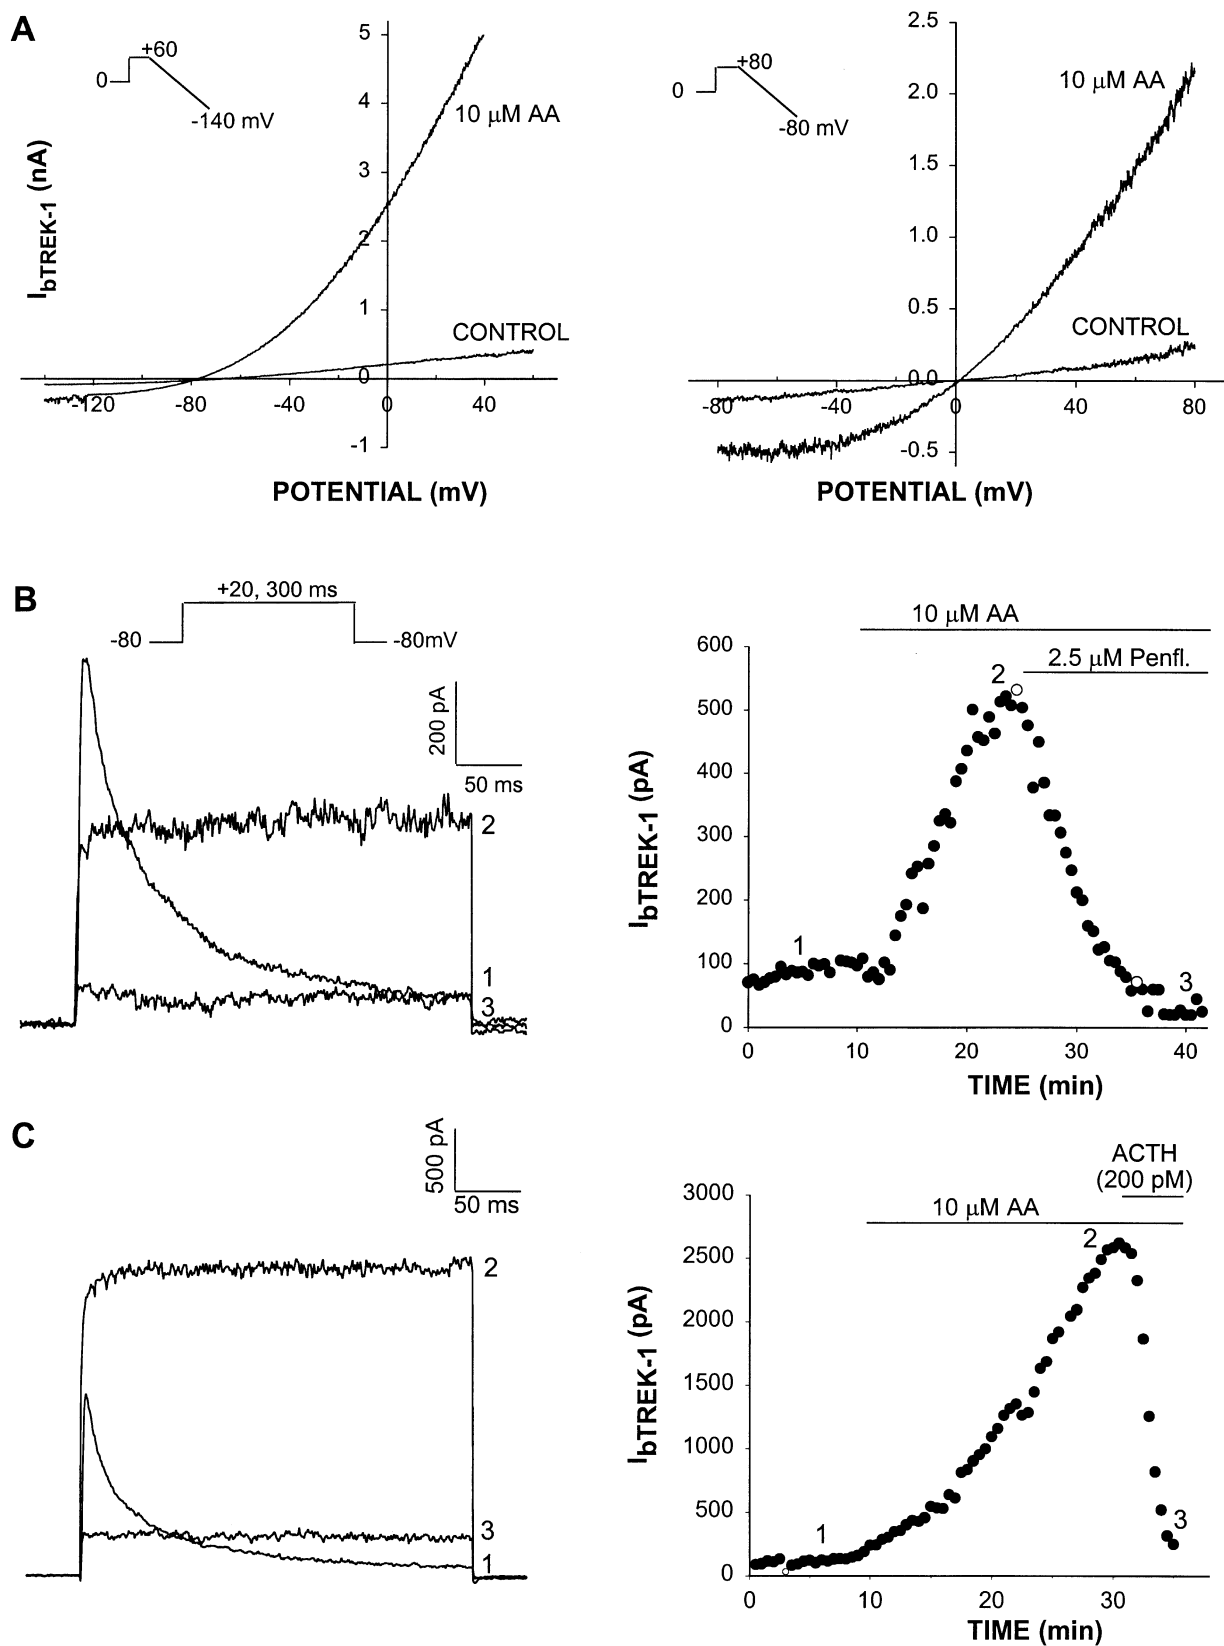 A
+60
0
-140 mV
5
4
3
2
1
0
-1
10 µM AA
CONTROL
-120
-80
-40
0
40
IbTREK-1 (nA)
POTENTIAL (mV)
+80
0
-80 mV
2.5
2.0
1.5
1.0
0.5
0.0
-0.5
10 µM AA
CONTROL
-80
-40
0
40
80
POTENTIAL (mV)
B
+20, 300 ms
-80
-80mV
200 pA
50 ms
2
1
3
10 µM AA
2.5 µM Penfl.
600
500
400
300
200
100
0
1
2
3
0
10
20
30
40
IbTREK-1 (pA)
TIME (min)
C
500 pA
50 ms
2
3
1
ACTH
(200 pM)
10 µM AA
3000
2500
2000
1500
1000
500
0
1
2
3
0
10
20
30
IbTREK-1 (pA)
TIME (min)